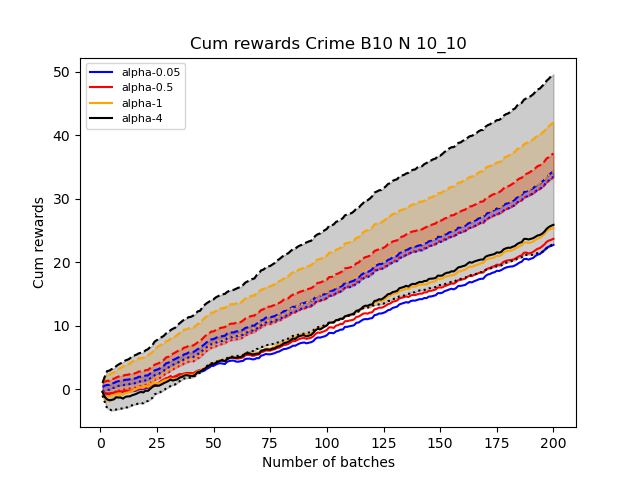 Cum rewards Crime B10 N 10_10
alpha-0.05
alpha-0.5
alpha-1
alpha-4
Cum rewards
50
40
30
20
10
0
0 25 50 75 100 125 150 175 200
Number of batches